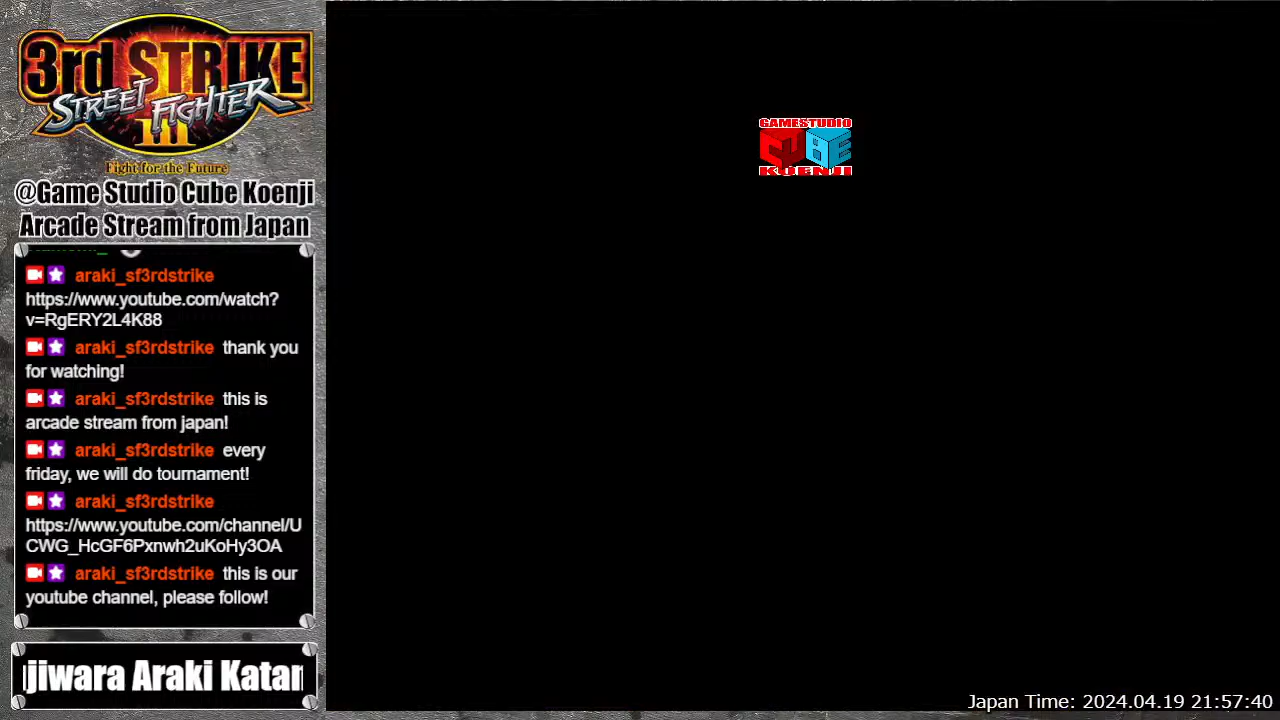 3rd STRIKE
STREET FIGHTER
III
Fight for the Future
@Game Studio Cube Koenji
Arcade Stream from Japan
araki_sf3rdstrike
https://www.youtube.com/watch?
v=RgERY2L4K88
araki_sf3rdstrike thank you
for watching!
araki_sf3rdstrike this is
arcade stream from japan!
araki_sf3rdstrike every
friday, we will do tournament!
araki_sf3rdstrike
https://www.youtube.com/channel/U
CWG_HcGF6Pxnwh2uKoHy3OA
araki_sf3rdstrike this is our
youtube channel, please follow!
jiwara Araki Katan
GAMESTUDIO
CUBE
KOENJI
Japan Time: 2024.04.19 21:57:40